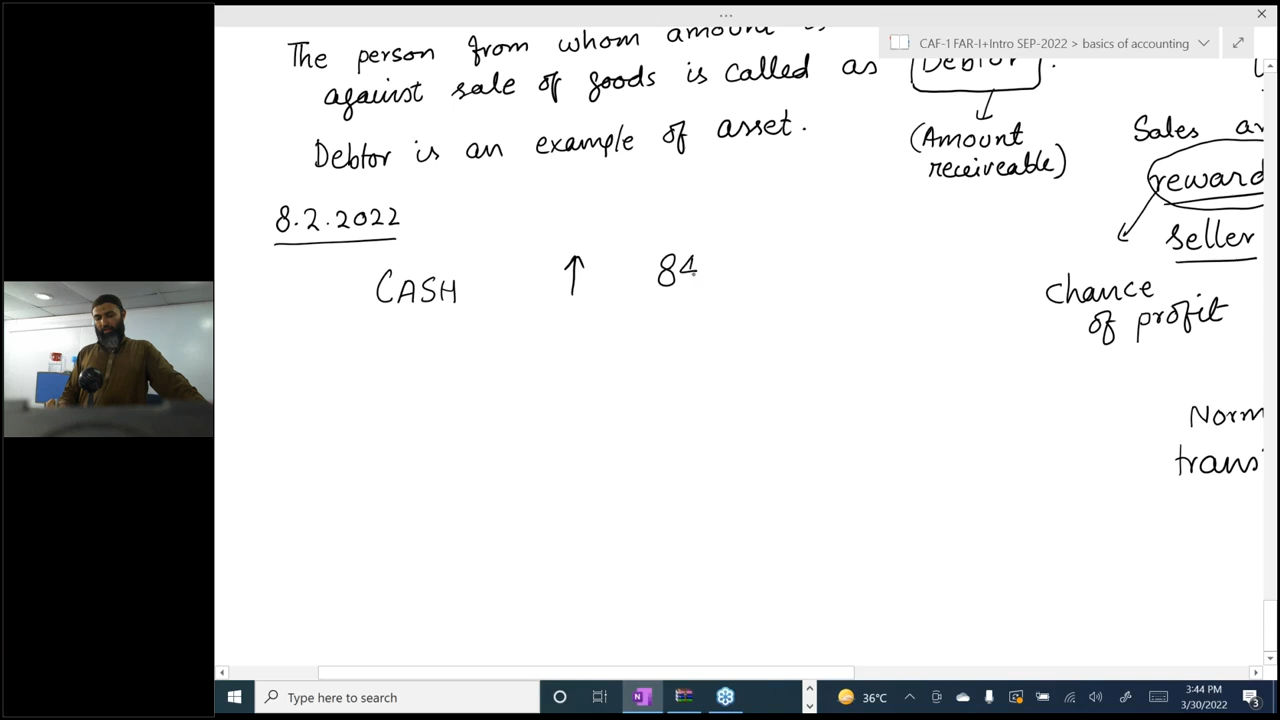 CAF-1 FAR-I+Intro SEP-2022 > basics of accounting
The person from whom amount is
against sale of goods is called as Debtor.
(Amount
receiveable)
Debtor is an example of asset.
8.2.2022
CASH ↑ 84
Sales
reward
seller
chance
of profit
Norm
trans
Type here to search
36°C
3:44 PM
3/30/2022
3